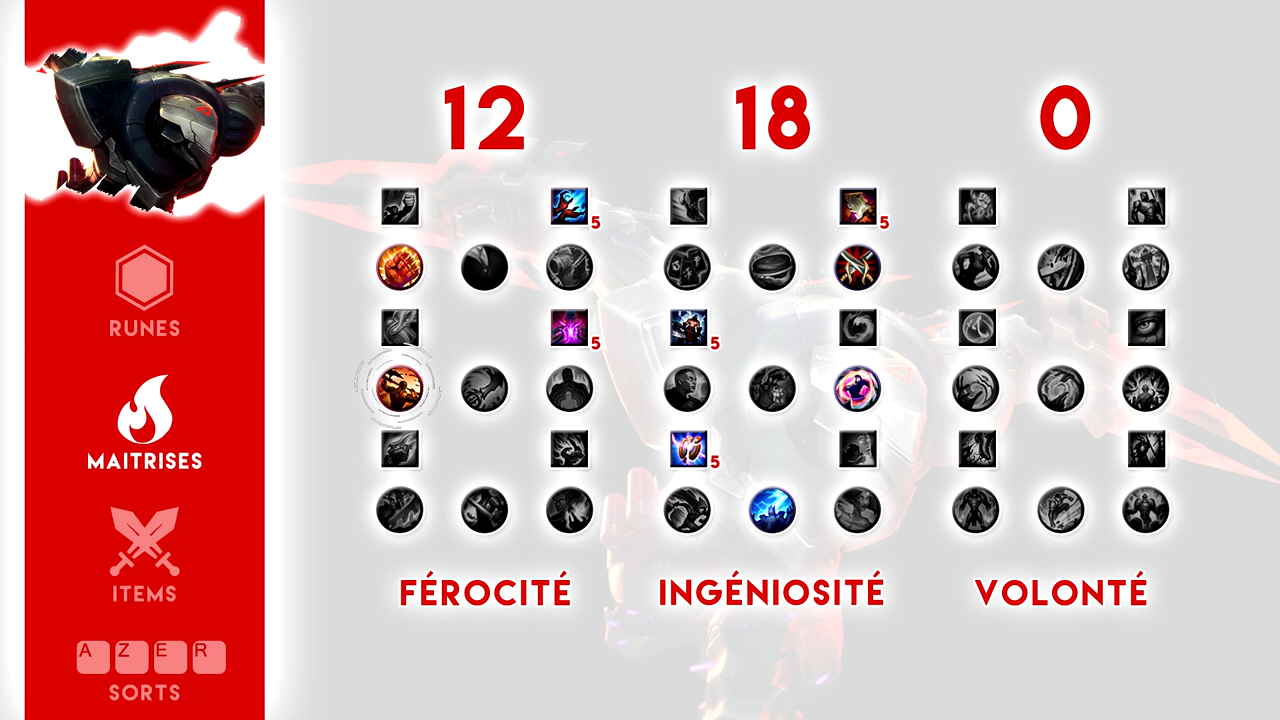 12 18 0
5 5
5 5
5
RUNES
MAITRISES
ITEMS
A Z E R
SORTS
FÉROCITÉ INGÉNIOSITÉ VOLONTÉ